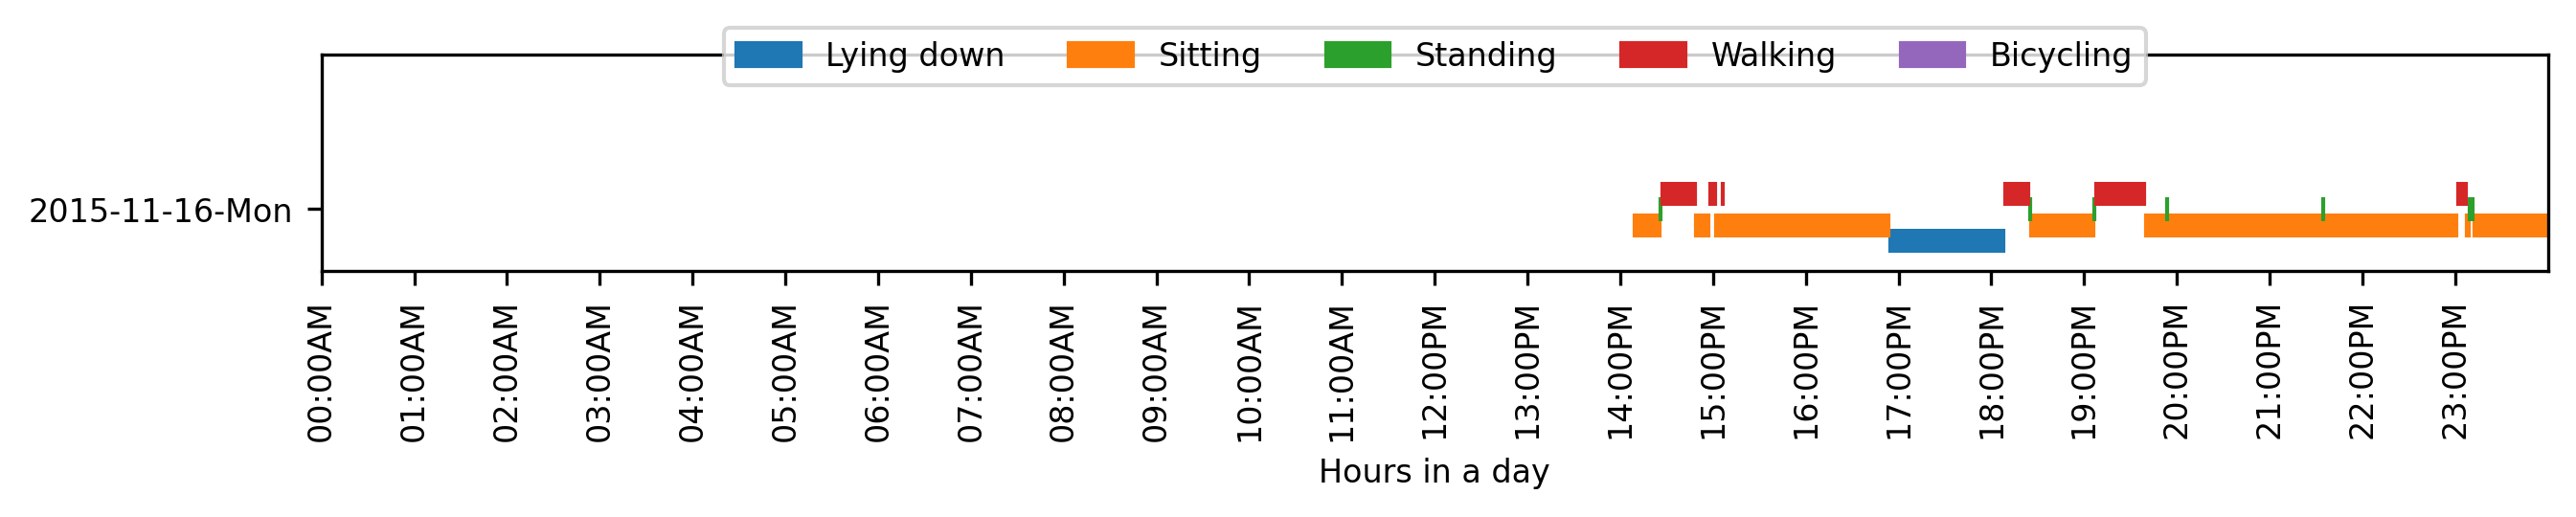 Lying down Sitting Standing Walking Bicycling
2015-11-16-Mon
00:00AM 01:00AM 02:00AM 03:00AM 04:00AM 05:00AM 06:00AM 07:00AM 08:00AM 09:00AM 10:00AM 11:00AM 12:00PM 13:00PM 14:00PM 15:00PM 16:00PM 17:00PM 18:00PM 19:00PM 20:00PM 21:00PM 22:00PM 23:00PM
Hours in a day